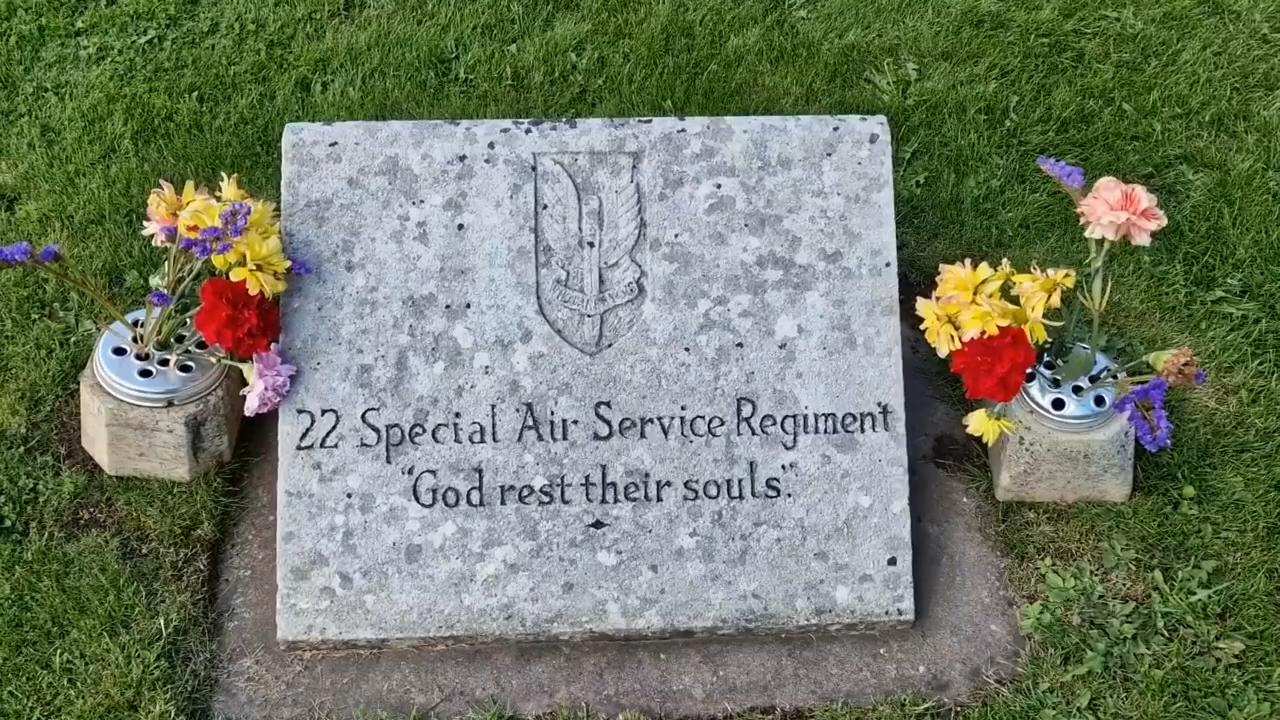 22 Special Air Service Regiment
"God rest their souls."